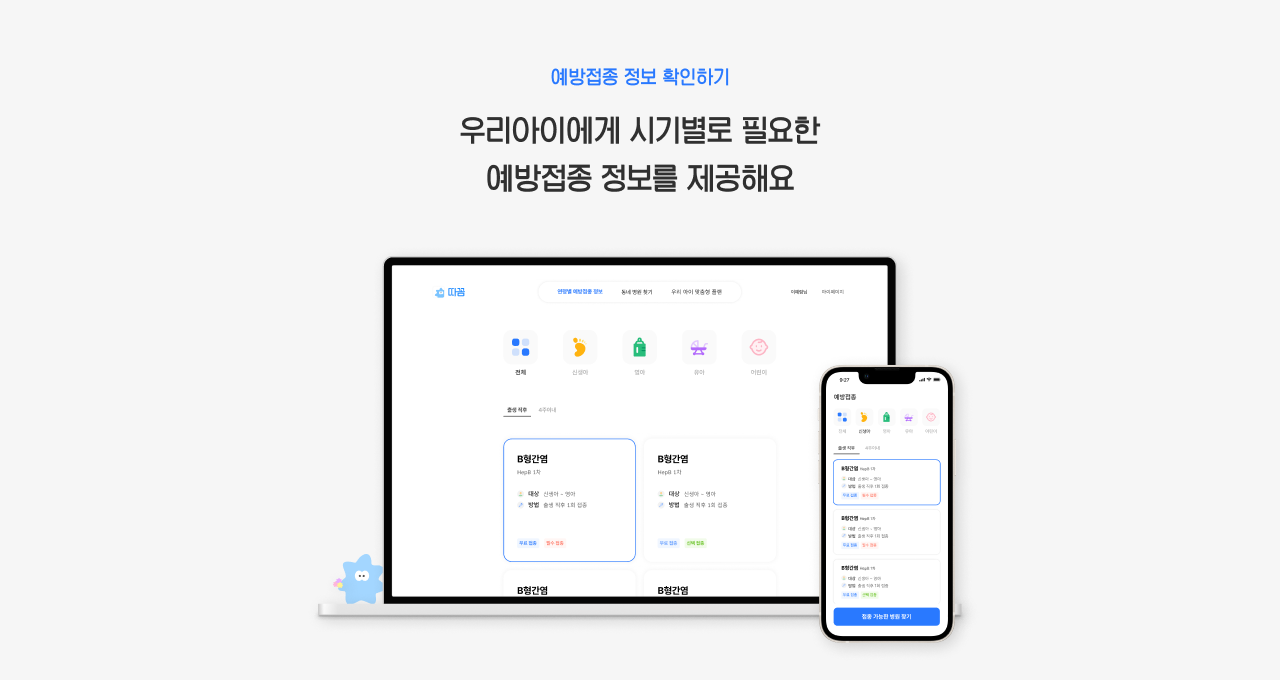 예방접종 정보 확인하기
우리아이에게 시기별로 필요한
예방접종 정보를 제공해요
따끔
연령별 예방접종 정보
동네 병원 찾기
우리 아이 맞춤형 플랜
마이페이지
전체
신생아
영아
유아
어린이
출생 직후
4주이내
B형간염
HepB 1차
대상 신생아 ~ 영아
방법 출생 직후 1회 접종
무료 접종
필수 접종
B형간염
HepB 1차
대상 신생아 ~ 영아
방법 출생 직후 1회 접종
무료 접종
선택 접종
B형간염
B형간염
9:27
예방접종
전체
신생아
영아
유아
어린이
출생 직후
4주이내
B형간염 HepB 1차
대상 신생아 ~ 영아
방법 출생 직후 1회 접종
무료 접종
필수 접종
B형간염 HepB 1차
대상 신생아 ~ 영아
방법 출생 직후 1회 접종
무료 접종
필수 접종
B형간염 HepB 1차
대상 신생아 ~ 영아
방법 출생 직후 1회 접종
무료 접종
선택 접종
접종 가능한 병원 찾기